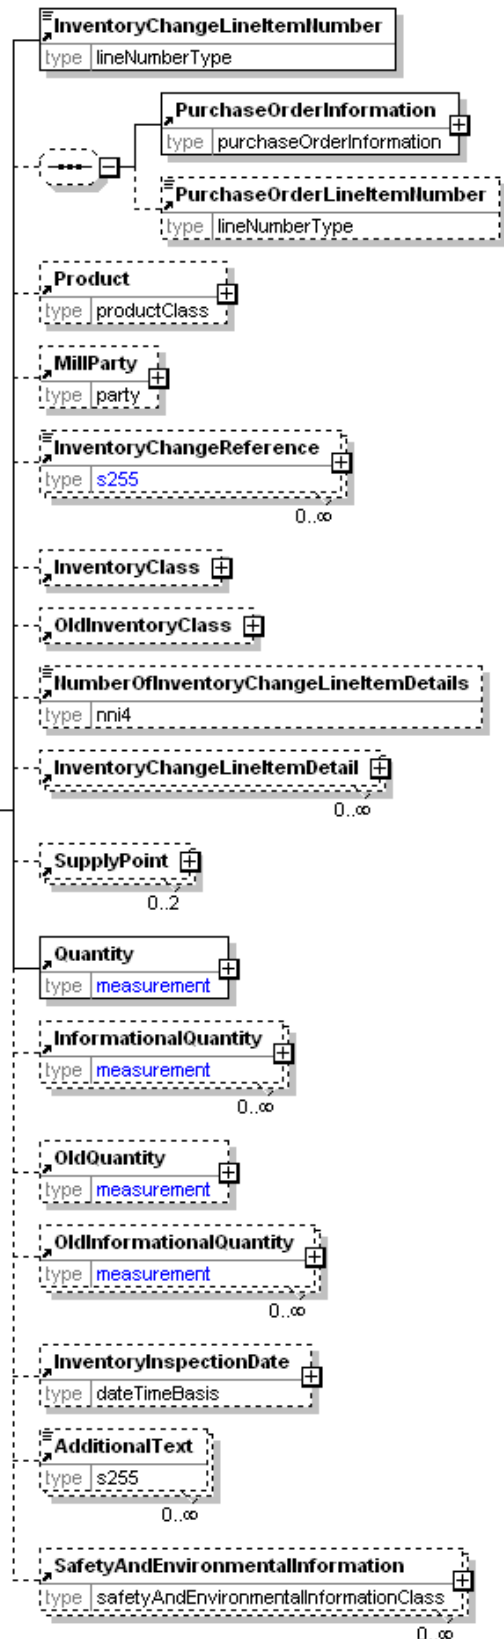 InventoryChangeLineItemNumber
type lineNumberType
PurchaseOrderInformation
type purchaseOrderInformation
PurchaseOrderLineItemNumber
type lineNumberType
Product
type productClass
MillParty
type party
InventoryChangeReference
type s255
0..∞
InventoryClass
OldInventoryClass
NumberOfInventoryChangeLineItemDetails
type nni4
InventoryChangeLineItemDetail
0..∞
SupplyPoint
0..2
Quantity
type measurement
InformationalQuantity
type measurement
0..∞
OldQuantity
type measurement
OldInformationalQuantity
type measurement
0..∞
InventoryInspectionDate
type dateTimeBasis
AdditionalText
type s255
0..∞
SafetyAndEnvironmentalInformation
type safetyAndEnvironmentalInformationClass
0..∞